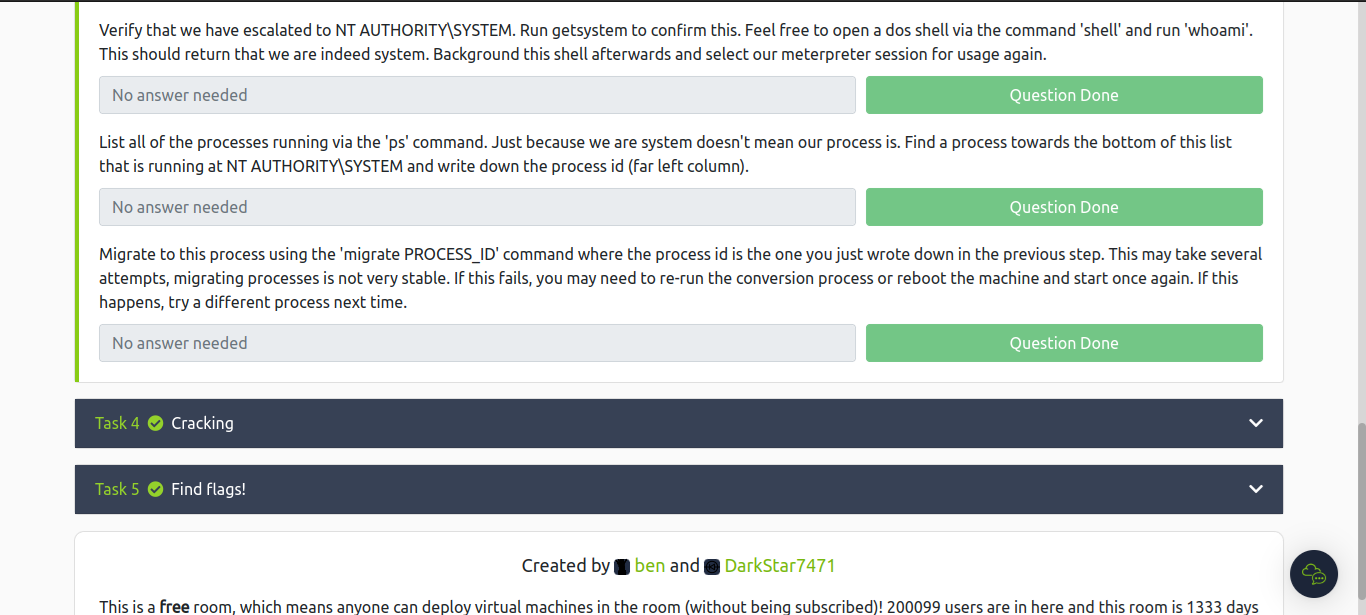 Verify that we have escalated to NT AUTHORITY\SYSTEM. Run getsystem to confirm this. Feel free to open a dos shell via the command 'shell' and run 'whoami'.
This should return that we are indeed system. Background this shell afterwards and select our meterpreter session for usage again.
No answer needed
Question Done
List all of the processes running via the 'ps' command. Just because we are system doesn't mean our process is. Find a process towards the bottom of this list
that is running at NT AUTHORITY\SYSTEM and write down the process id (far left column).
No answer needed
Question Done
Migrate to this process using the 'migrate PROCESS_ID' command where the process id is the one you just wrote down in the previous step. This may take several
attempts, migrating processes is not very stable. If this fails, you may need to re-run the conversion process or reboot the machine and start once again. If this
happens, try a different process next time.
No answer needed
Question Done
Task 4 Cracking
Task 5 Find flags!
Created by ben and DarkStar7471
This is a free room, which means anyone can deploy virtual machines in the room (without being subscribed)! 200099 users are in here and this room is 1333 days